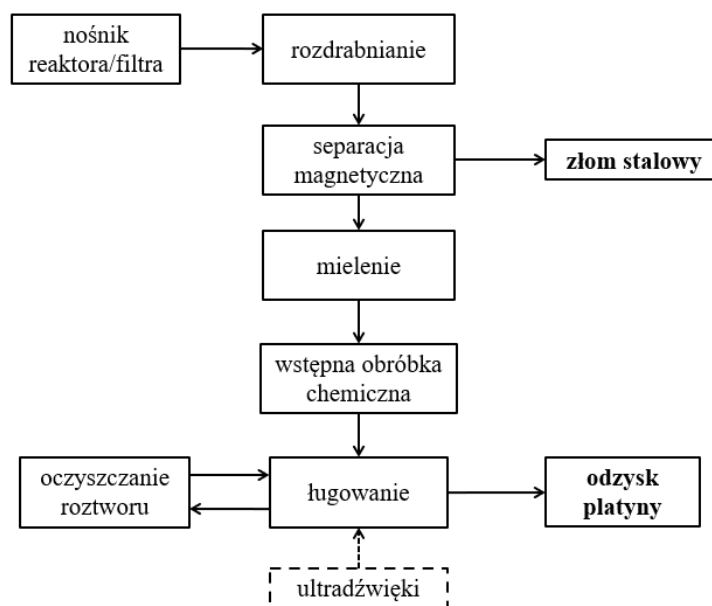 nośnik
reaktora/filtra
rozdrabnianie
separacja
magnetyczna
złom stalowy
mielenie
wstępna obróbka
chemiczna
oczyszczanie
roztworu
ługowanie
odzysk
platyny
ultradźwięki